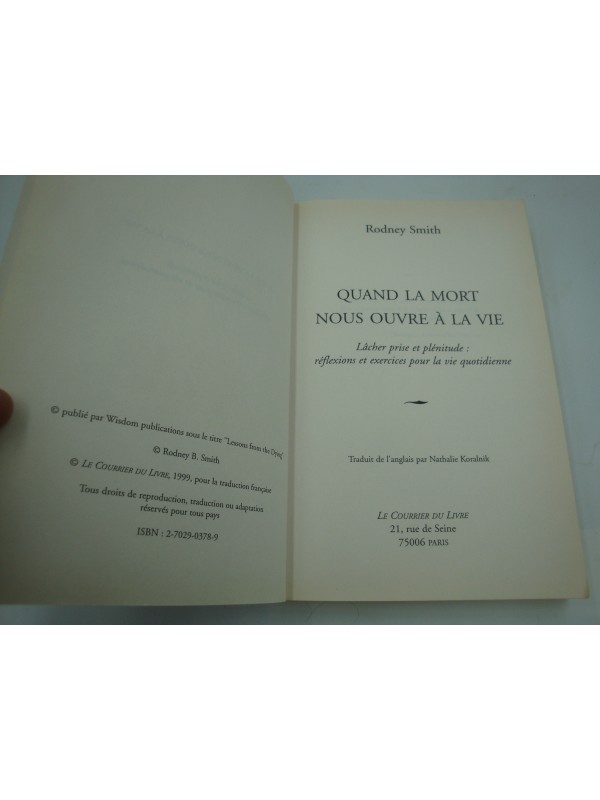 © publié par Wisdom publications sous le titre "Lessons from the Dying"
© Rodney B. Smith
© LE COURRIER DU LIVRE, 1999, pour la traduction française
Tous droits de reproduction, traduction ou adaptation
réservés pour tous pays
ISBN : 2-7029-0378-9
Rodney Smith
QUAND LA MORT
NOUS OUVRE À LA VIE
Lâcher prise et plénitude :
réflexions et exercices pour la vie quotidienne
Traduit de l'anglais par Nathalie Koralnik
LE COURRIER DU LIVRE
21, rue de Seine
75006 PARIS